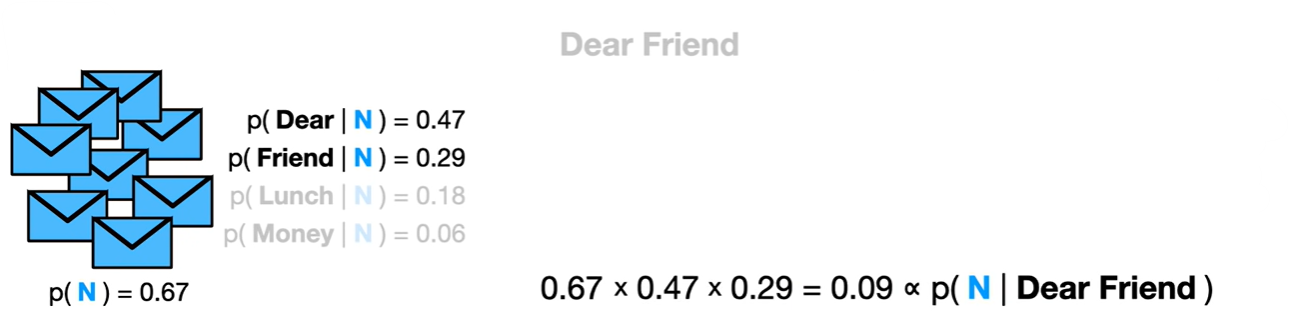 Dear Friend
p( Dear | N ) = 0.47
p( Friend | N ) = 0.29
p( Lunch | N ) = 0.18
p( Money | N ) = 0.06
p( N ) = 0.67
0.67 × 0.47 × 0.29 = 0.09 ∝ p( N | Dear Friend )